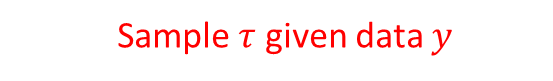 Sample 𝜏 given data 𝑦